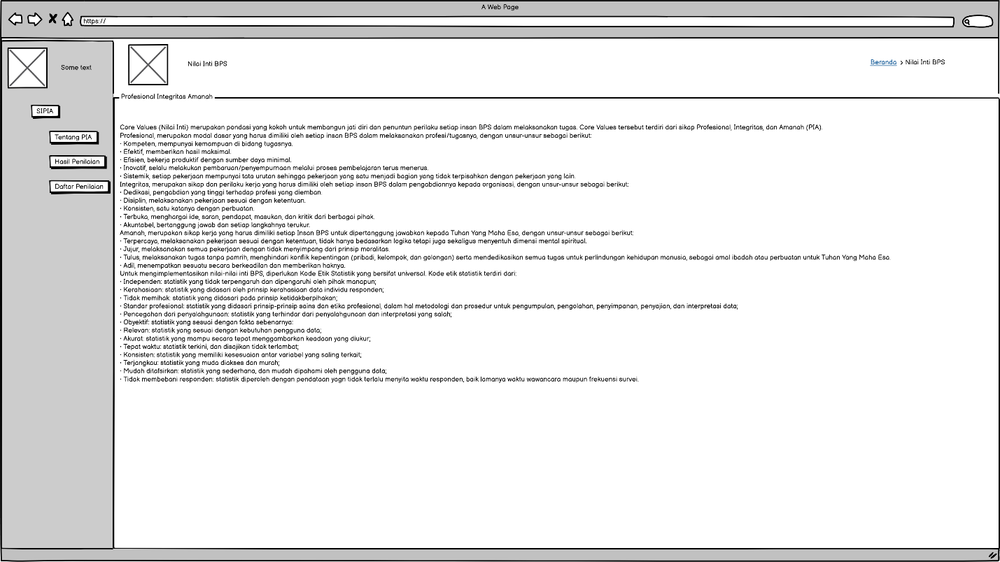 A Web Page
https://
Some text
Nilai Inti BPS
Beranda > Nilai Inti BPS
Profesional Integritas Amanah
SIPIA
Tentang PIA
Hasil Penilaian
Daftar Penilaian
Core Values (Nilai Inti) merupakan pondasi yang kokoh untuk membangun jati diri dan penuntun perilaku setiap insan BPS dalam melaksanakan tugas. Core Values tersebut terdiri dari sikap Profesional, Integritas, dan Amanah (PIA).
Profesional, merupakan modal dasar yang harus dimiliki oleh setiap insan BPS dalam melaksanakan profesi/tugasnya, dengan unsur-unsur sebagai berikut:
• Kompeten, mempunyai kemampuan di bidang tugasnya.
• Efektif, memberikan hasil maksimal.
• Efisien, bekerja produktif dengan sumber daya minimal.
• Inovatif, selalu melakukan pembaruan/penyempurnaan melalui proses pembelajaran terus menerus.
• Sistemik, setiap pekerjaan mempunyai tata urutan sehingga pekerjaan yang satu menjadi bagian yang tidak terpisahkan dengan pekerjaan yang lain.
Integritas, merupakan sikap dan perilaku kerja yang harus dimiliki oleh setiap insan BPS dalam pengabdiannya kepada organisasi, dengan unsur-unsur sebagai berikut:
• Dedikasi, pengabdian yang tinggi terhadap profesi yang diemban.
• Disiplin, melaksanakan pekerjaan sesuai dengan ketentuan.
• Konsisten, satu katanya dengan perbuatan.
• Terbuka, menghargai ide, saran, pendapat, masukan, dan kritik dari berbagai pihak.
• Akuntabel, bertanggung jawab dan setiap langkahnya terukur.
Amanah, merupakan sikap kerja yang harus dimiliki setiap Insan BPS untuk dipertanggung jawabkan kepada Tuhan Yang Maha Esa, dengan unsur-unsur sebagai berikut:
• Terpercaya, melaksanakan pekerjaan sesuai dengan ketentuan, tidak hanya bedasarkan logika tetapi juga sekaligus menyentuh dimensi mental spiritual.
• Jujur, melaksanakan semua pekerjaan dengan tidak menyimpang dari prinsip moralitas.
• Tulus, melaksanakan tugas tanpa pamrih, menghindari konflik kepentingan (pribadi, kelompok, dan golongan) serta mendedikasikan semua tugas untuk perlindungan kehidupan manusia, sebagai amal ibadah atau perbuatan untuk Tuhan Yang Maha Esa.
• Adil, menempatkan sesuatu secara berkeadilan dan memberikan haknya.
Untuk mengimplementasikan nilai-nilai inti BPS, diperlukan Kode Etik Statistik yang bersifat universal. Kode etik statistik terdiri dari:
• Independen: statistik yang tidak terpengaruh dan dipengaruhi oleh pihak manapun;
• Kerahasiaan: statistik yang didasari oleh prinsip kerahasiaan data individu responden;
• Tidak memihak: statistik yang didasari pada prinsip ketidakberpihakan;
• Standar profesional: statistik yang didasari prinsip-prinsip sains dan etika profesional, dalam hal metodologi dan prosedur untuk pengumpulan, pengolahan, penyimpanan, penyajian, dan interpretasi data;
• Pencegahan dari penyalahgunaan: statistik yang terhindar dari penyalahgunaan dan interpretasi yang salah;
• Obyektif: statistik yang sesuai dengan fakta sebenarnya:
• Relevan: statistik yang sesuai dengan kebutuhan pengguna data;
• Akurat: statistik yang mampu secara tepat menggambarkan keadaan yang diukur;
• Tepat waktu: statistik terkini, dan disajikan tidak terlambat;
• Konsisten: statistik yang memiliki kesesuaian antar variabel yang saling terkait;
• Terjangkau: statistik yang muda diakses dan murah;
• Mudah ditafsirkan: statistik yang sederhana, dan mudah dipahami oleh pengguna data;
• Tidak membebani responden: statistik diperoleh dengan pendataan yagn tidak terlalu menyita waktu responden, baik lamanya waktu wawancara maupun frekuensi survei.